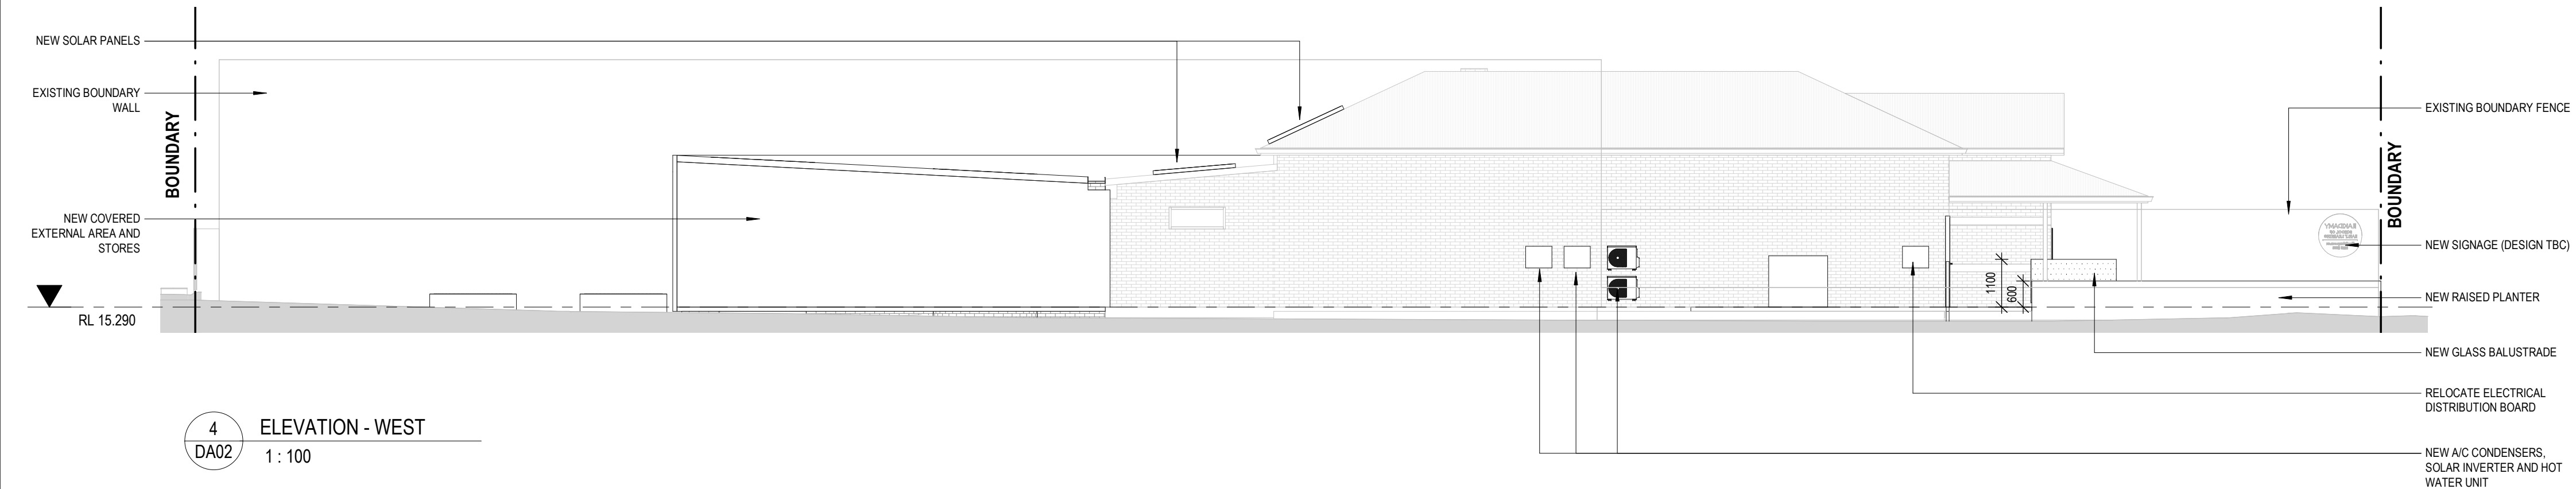 NEW SOLAR PANELS
EXISTING BOUNDARY
WALL
BOUNDARY
NEW COVERED
EXTERNAL AREA AND
STORES
RL 15.290
1100
600
EXISTING BOUNDARY FENCE
BOUNDARY
NEW SIGNAGE (DESIGN TBC)
NEW RAISED PLANTER
NEW GLASS BALUSTRADE
RELOCATE ELECTRICAL
DISTRIBUTION BOARD
NEW A/C CONDENSERS,
SOLAR INVERTER AND HOT
WATER UNIT
4
DA02
ELEVATION - WEST
1 : 100